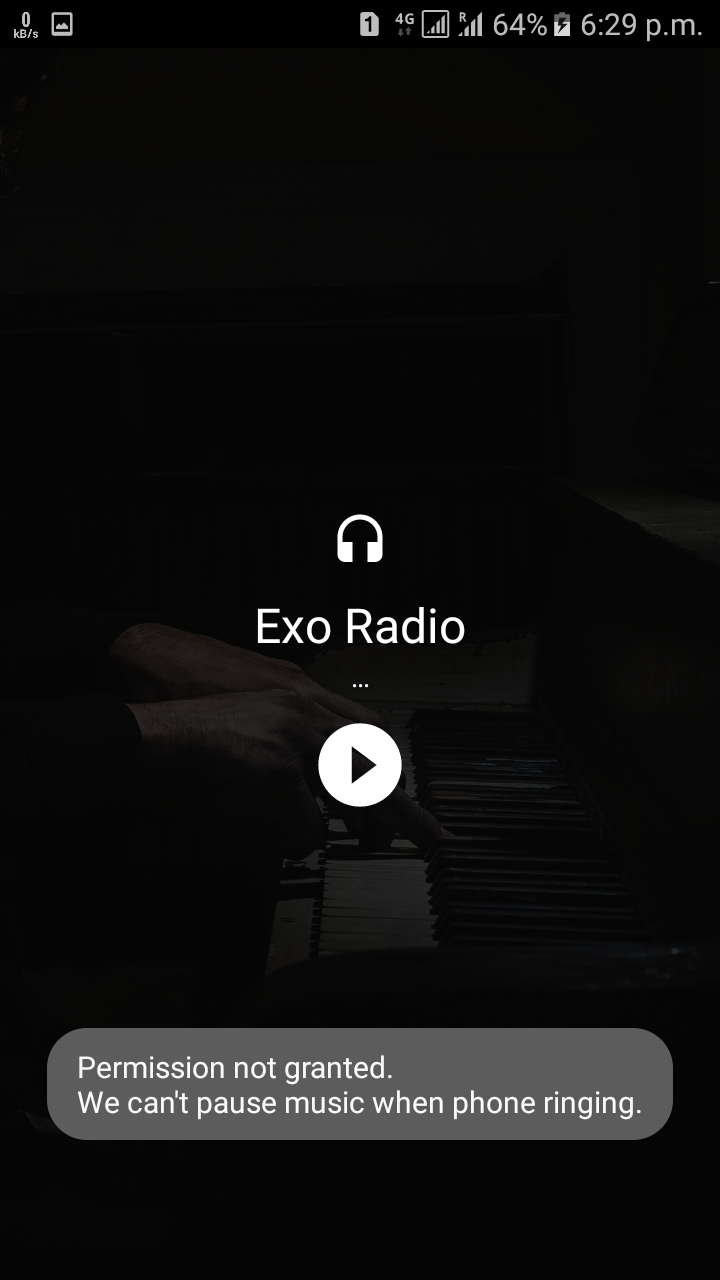 0
kB/s
1 4G R 64% 6:29 p.m.
Exo Radio
...
Permission not granted.
We can't pause music when phone ringing.